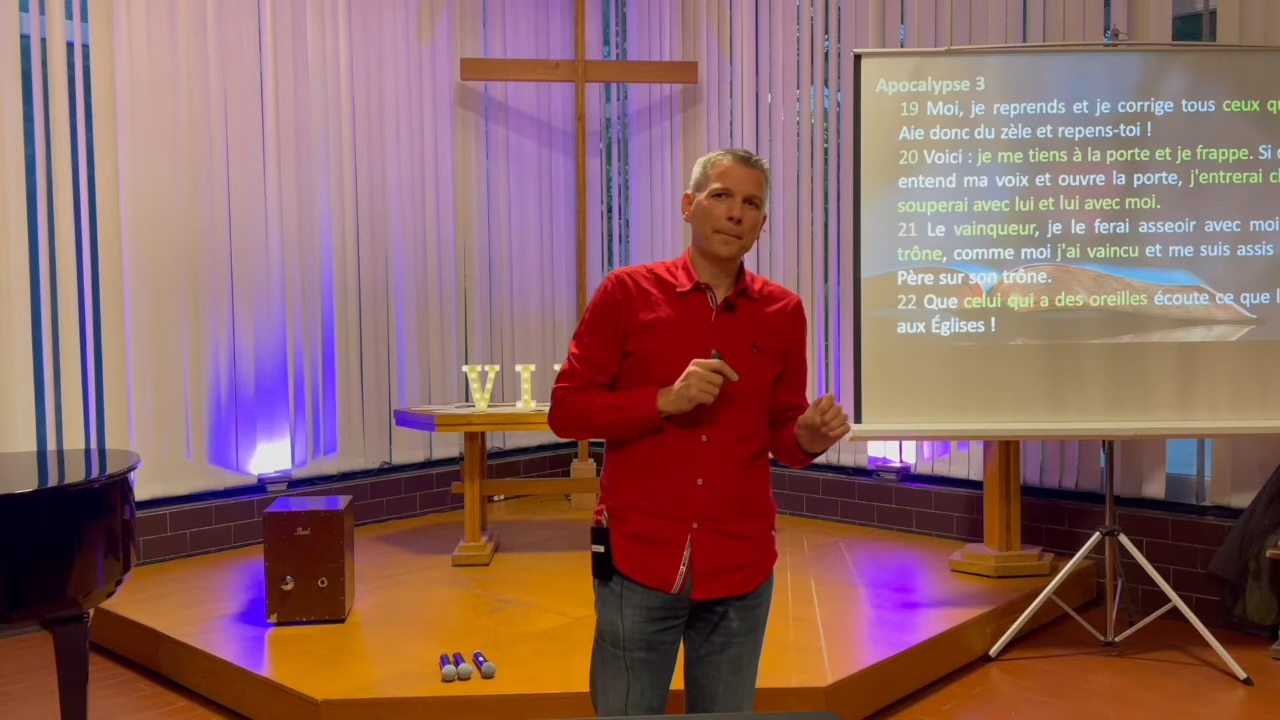 Apocalypse 3
19 Moi, je reprends et je corrige tous ceux
Aie donc du zèle et repens-toi !
20 Voici : je me tiens à la porte et je frappe. Si
entend ma voix et ouvre la porte, j'entrerai
souperai avec lui et lui avec moi.
21 Le vainqueur, je le ferai asseoir avec moi
trône, comme moi j'ai vaincu et me suis assis
Père sur son trône.
22 Que celui qui a des oreilles écoute ce que
aux Églises !
VI